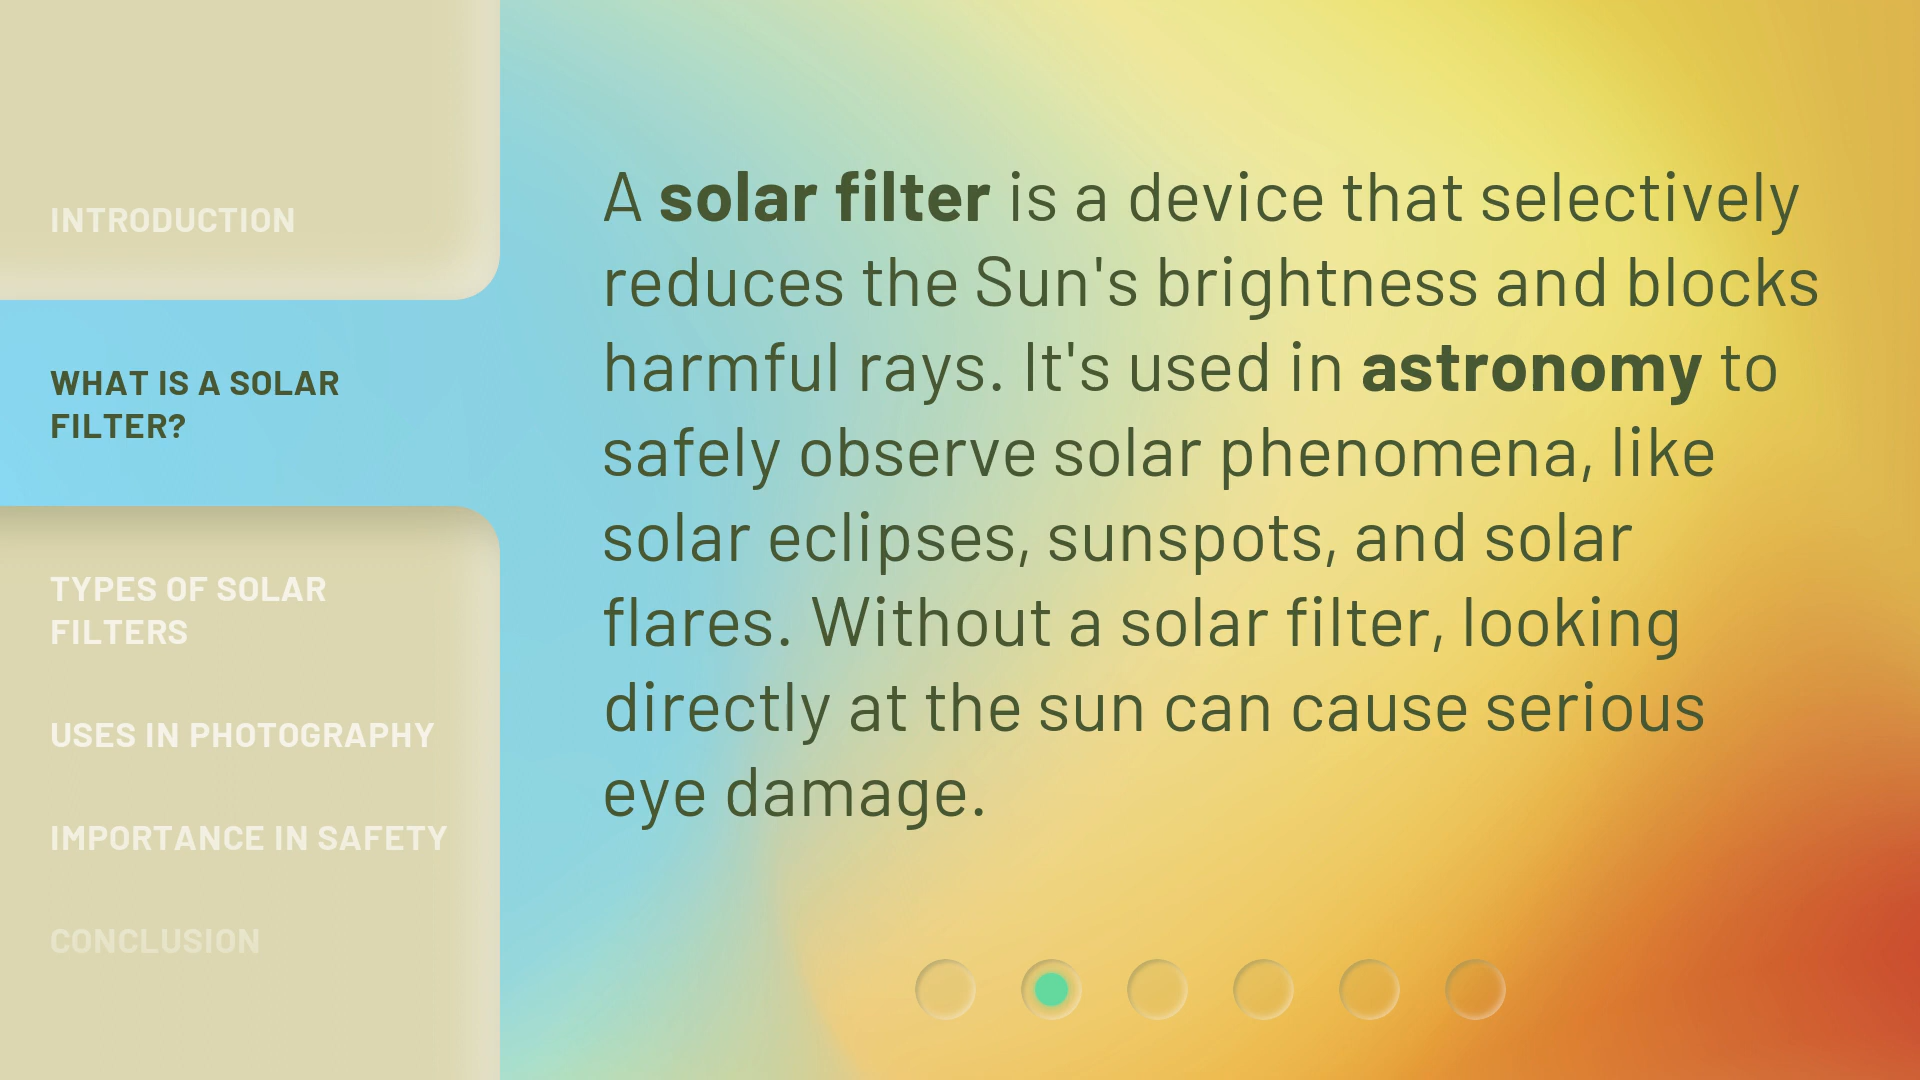 INTRODUCTION
WHAT IS A SOLAR
FILTER?
TYPES OF SOLAR
FILTERS
USES IN PHOTOGRAPHY
IMPORTANCE IN SAFETY
CONCLUSION
A solar filter is a device that selectively
reduces the Sun's brightness and blocks
harmful rays. It's used in astronomy to
safely observe solar phenomena, like
solar eclipses, sunspots, and solar
flares. Without a solar filter, looking
directly at the sun can cause serious
eye damage.